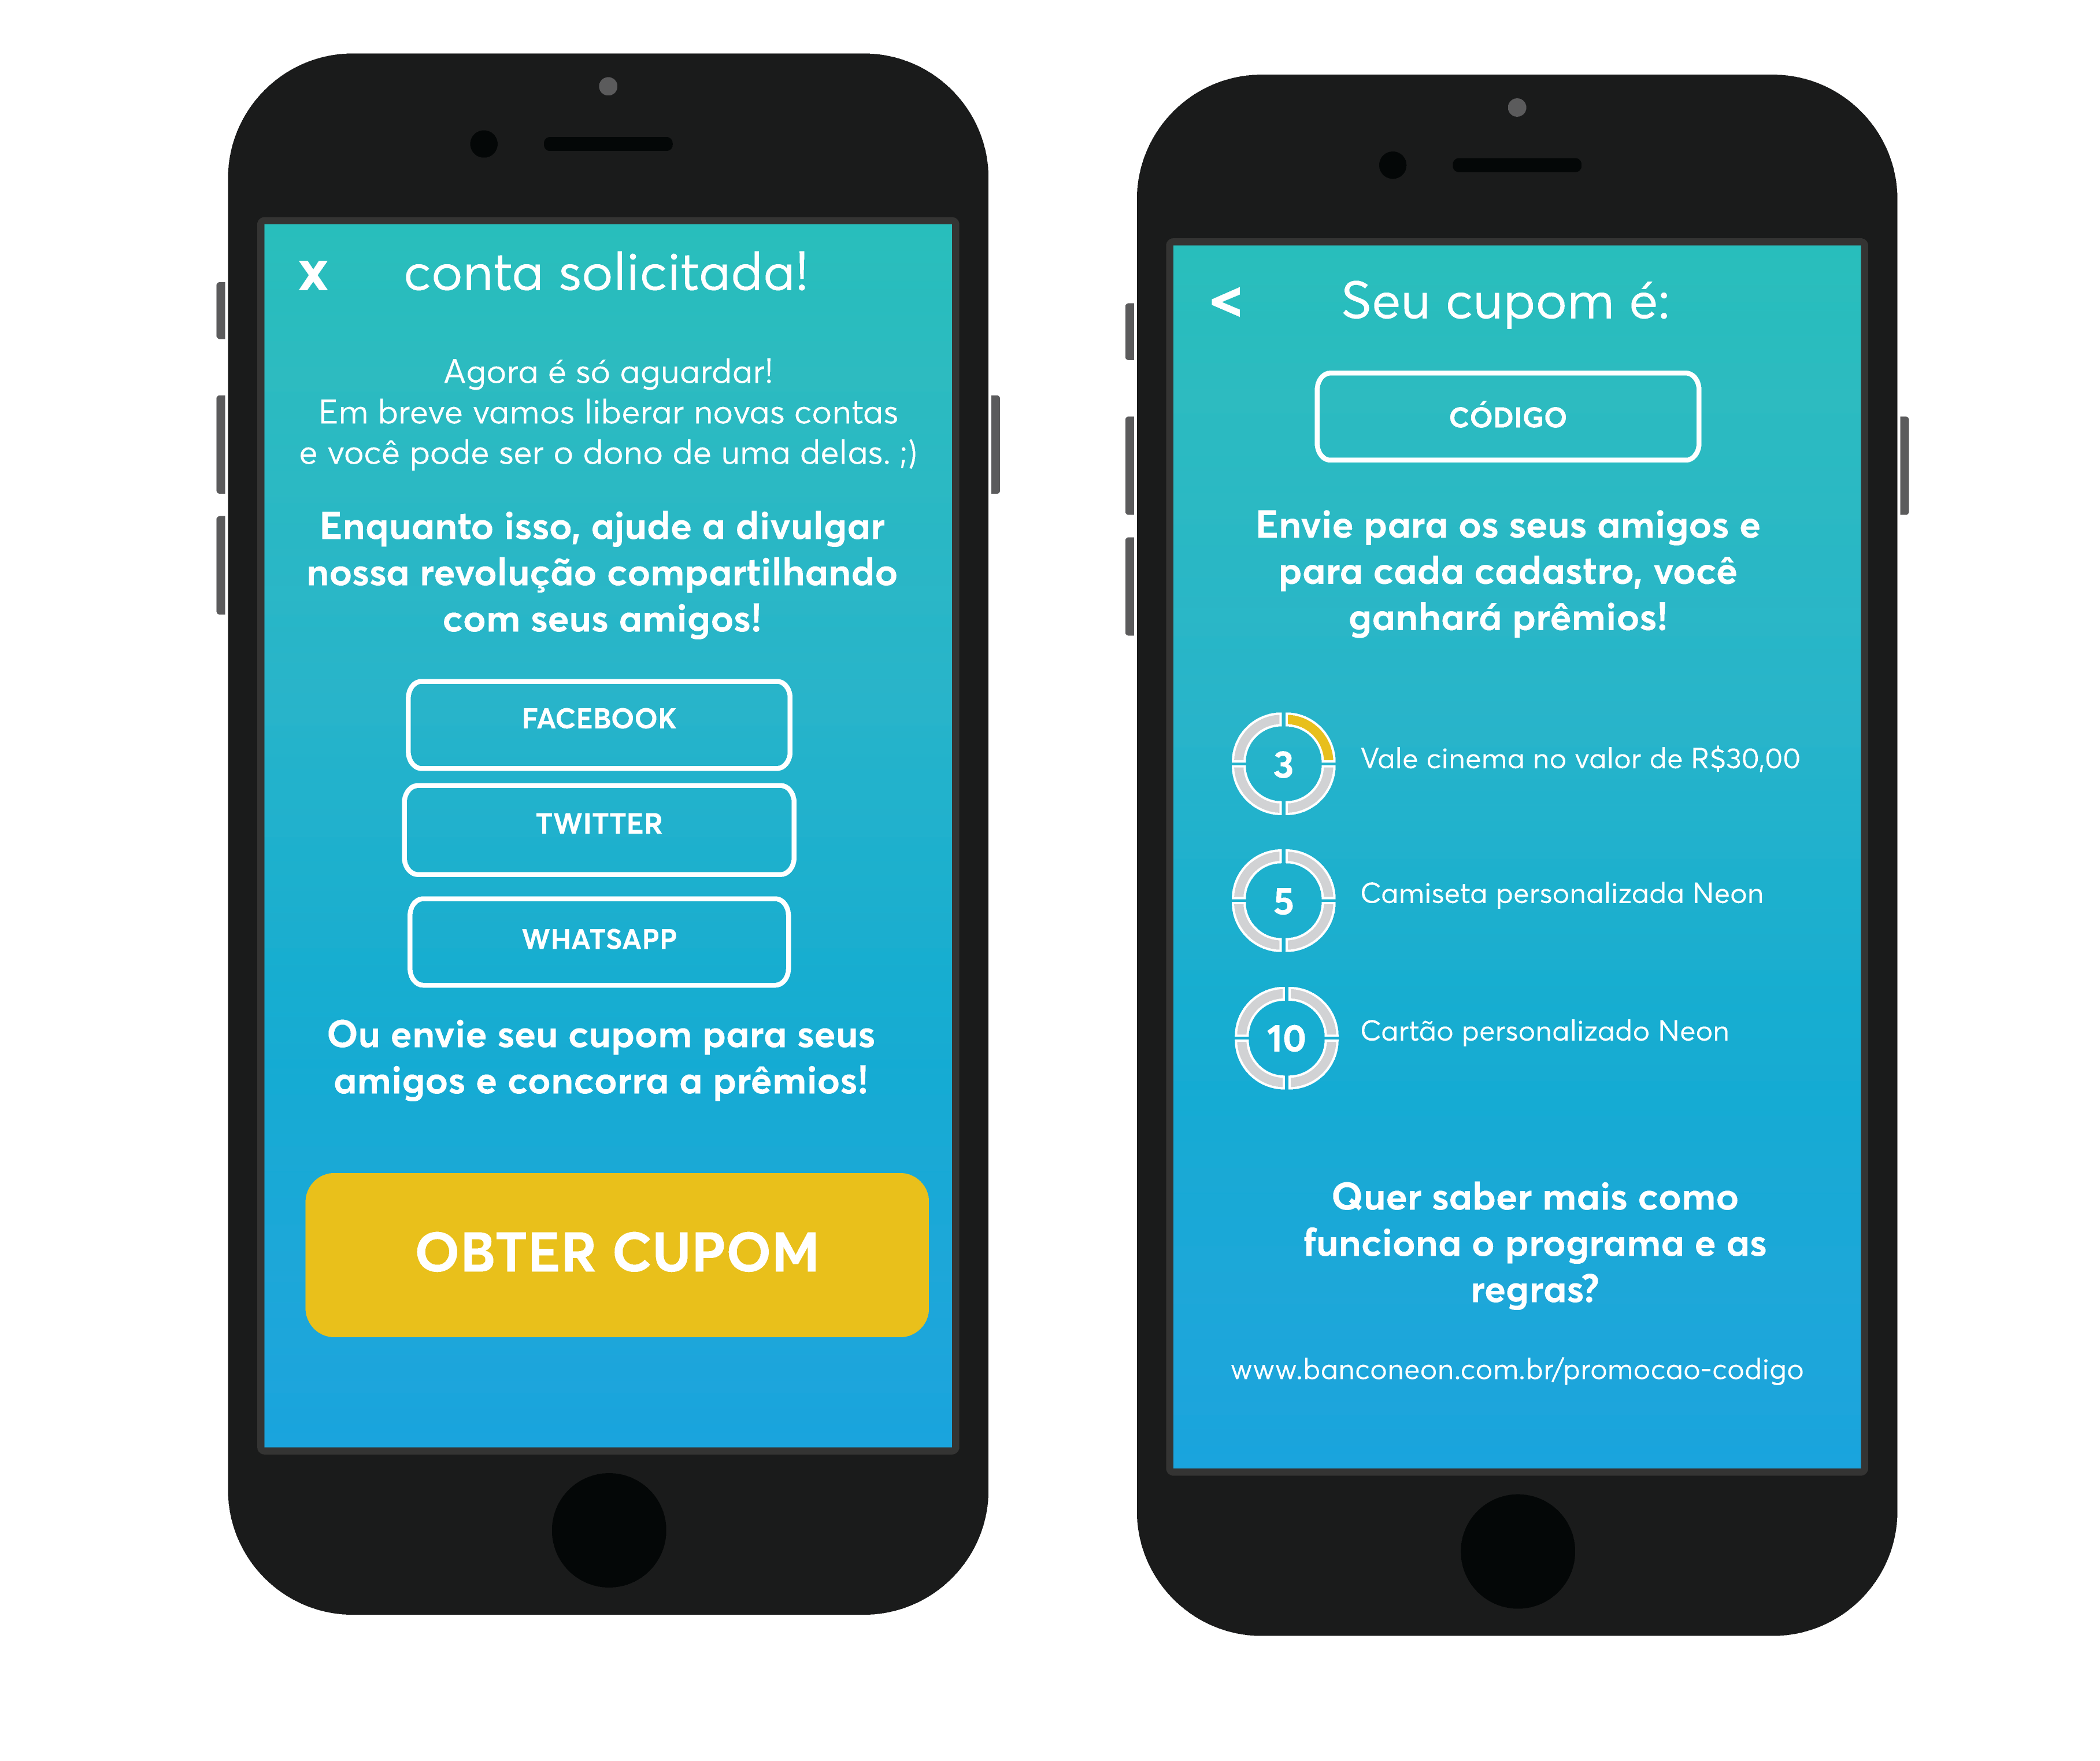 x conta solicitada!
Agora é só aguardar!
Em breve vamos liberar novas contas
e você pode ser o dono de uma delas. ;)
Enquanto isso, ajude a divulgar
nossa revolução compartilhando
com seus amigos!
FACEBOOK
TWITTER
WHATSAPP
Ou envie seu cupom para seus
amigos e concorra a prêmios!
OBTER CUPOM
< Seu cupom é:
CÓDIGO
Envie para os seus amigos e
para cada cadastro, você
ganhará prêmios!
3 Vale cinema no valor de R$30,00
5 Camiseta personalizada Neon
10 Cartão personalizado Neon
Quer saber mais como
funciona o programa e as
regras?
www.banconeon.com.br/promocao-codigo